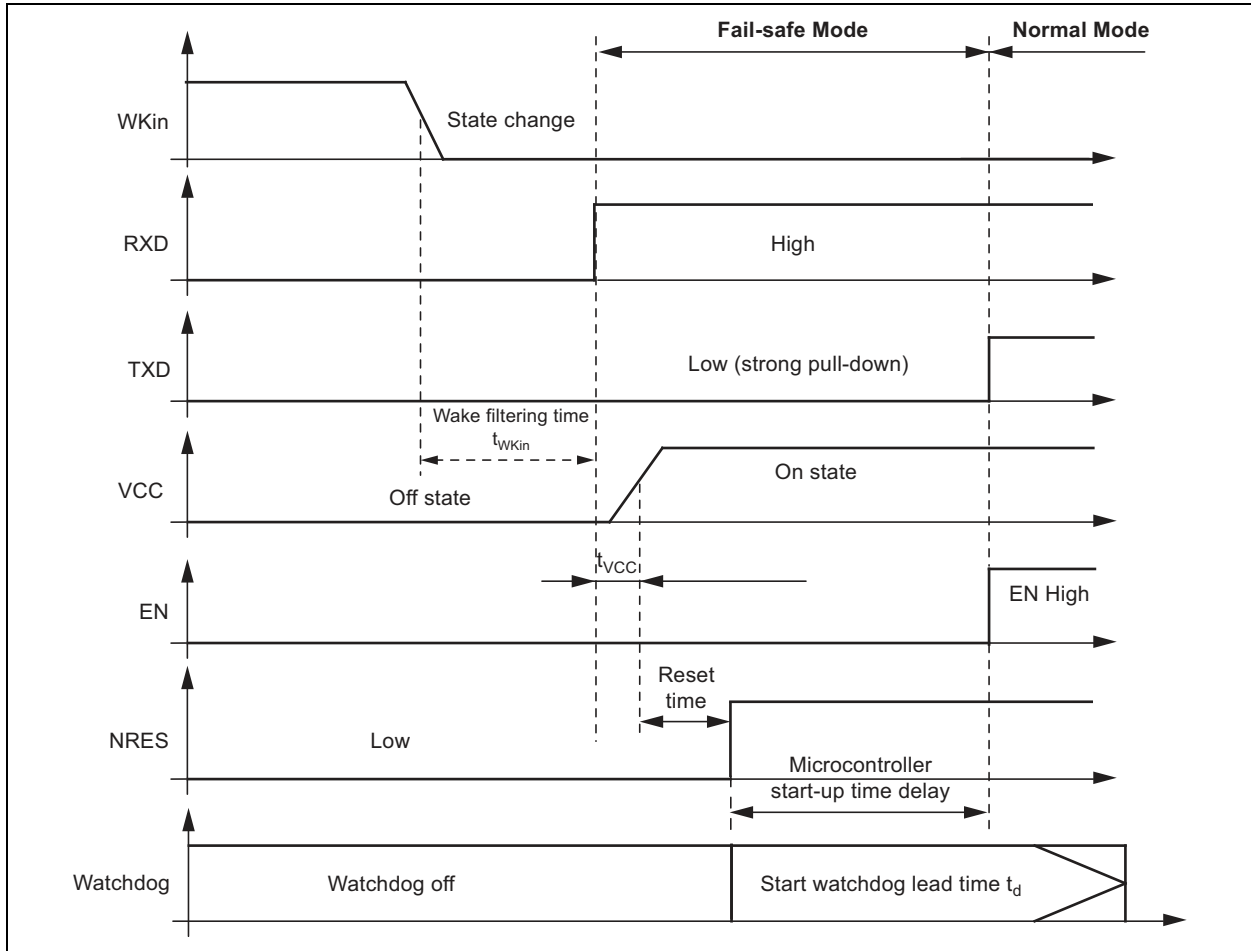 Fail-safe Mode
Normal Mode
WKin
State change
RXD
High
TXD
Low (strong pull-down)
Wake filtering time
tWKin
VCC
Off state
On state
tVCC
EN
EN High
Reset
time
NRES
Low
Microcontroller
start-up time delay
Watchdog
Watchdog off
Start watchdog lead time td